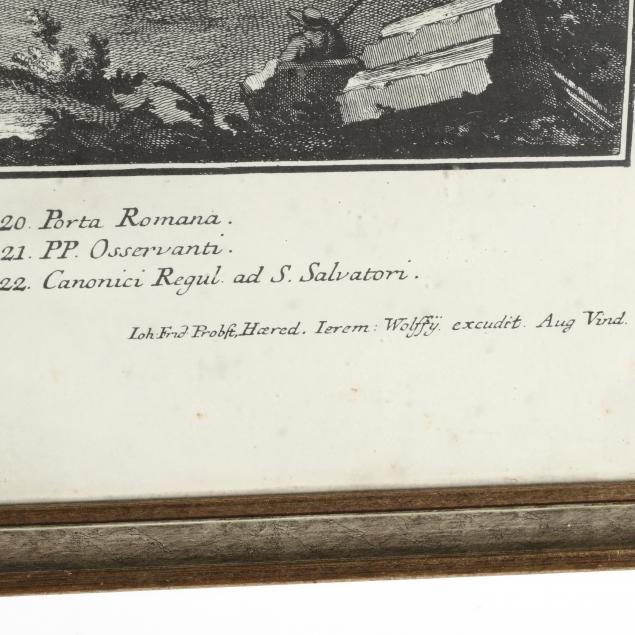 20. Porta Romana.
21. PP. Osservanti.
22. Canonici Regul. ad S. Salvatori.
Ioh: Frid Probst, Hæred. Ierem: Wolffÿ. excudit. Aug Vind.